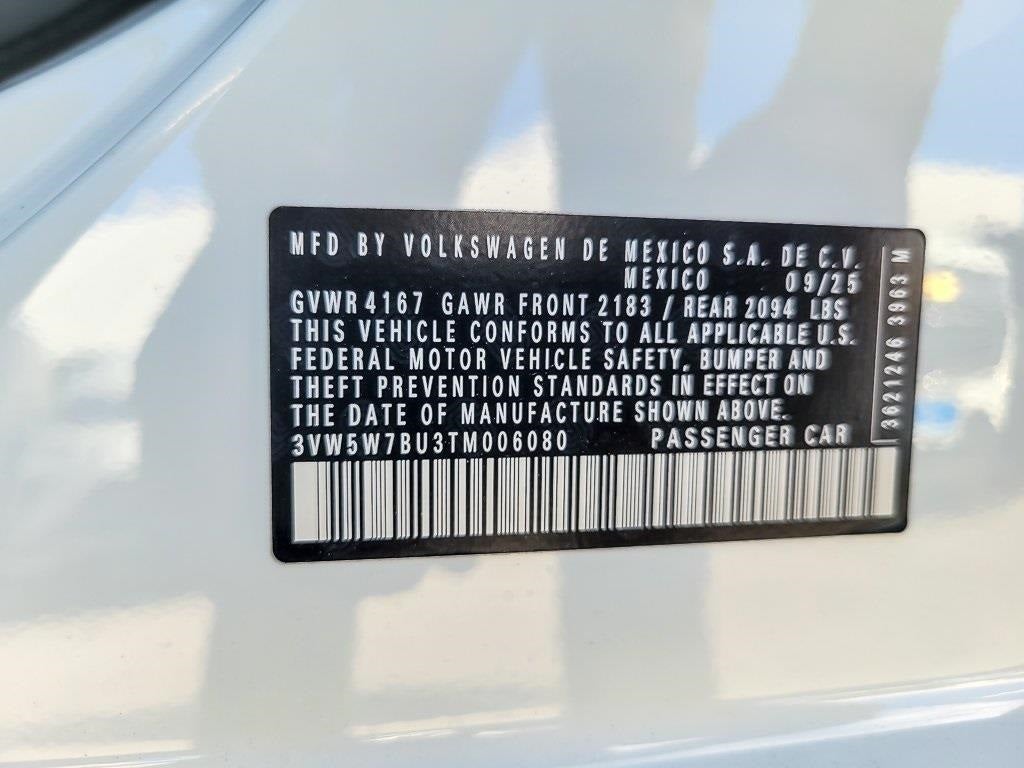 MFD BY VOLKSWAGEN DE MEXICO S.A. DE C.V.
MEXICO 09/25
GVWR 4167 GAWR FRONT 2183 / REAR 2094 LBS
THIS VEHICLE CONFORMS TO ALL APPLICABLE U.S.
FEDERAL MOTOR VEHICLE SAFETY, BUMPER AND
THEFT PREVENTION STANDARDS IN EFFECT ON
THE DATE OF MANUFACTURE SHOWN ABOVE.
3VW5W7BU3TM006080 PASSENGER CAR
3621246 3963 M